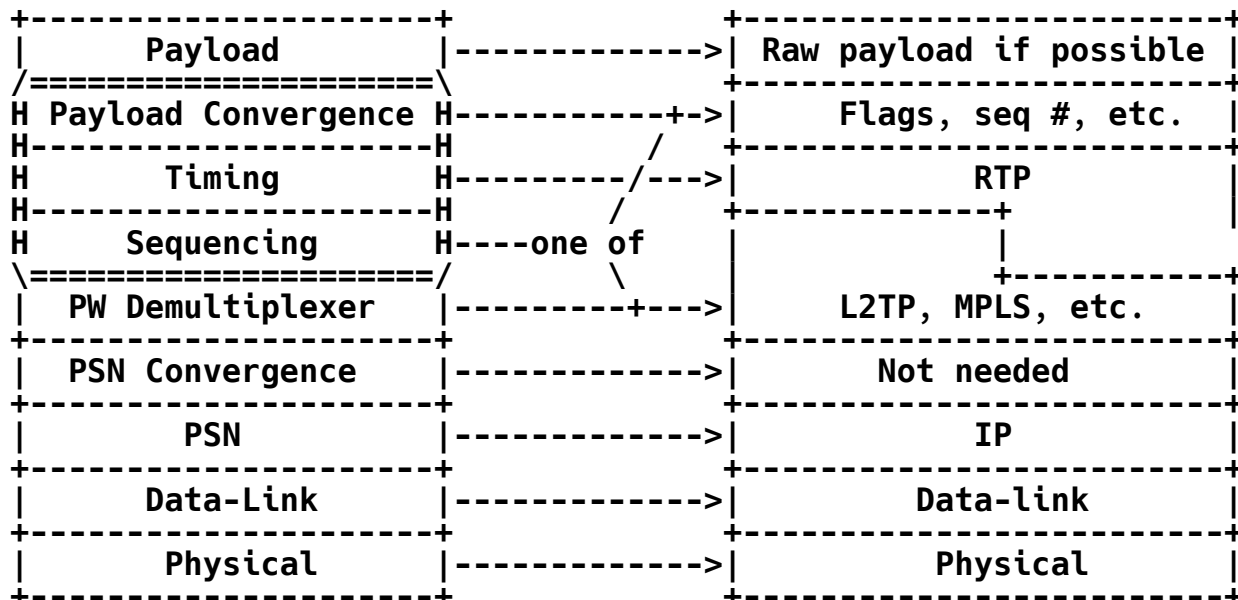 +---------------------+              +-------------------------+
|       Payload       |------------->| Raw payload if possible |
/=====================\              +-------------------------+
H Payload Convergence H-----------+->|     Flags, seq #, etc.  |
H---------------------H          /   +-------------------------+
H       Timing        H---------/--->|            RTP          |
H---------------------H        /     +-------------+           |
H     Sequencing      H----one of    |             |
\=====================/        \     |             +-----------+
|  PW Demultiplexer   |---------+--->|     L2TP, MPLS, etc.    |
+---------------------+              +-------------------------+
|  PSN Convergence    |------------->|       Not needed        |
+---------------------+              +-------------------------+
|        PSN          |------------->|            IP           |
+---------------------+              +-------------------------+
|      Data-Link      |------------->|         Data-link       |
+---------------------+              +-------------------------+
|       Physical      |------------->|          Physical       |
+---------------------+              +-------------------------+